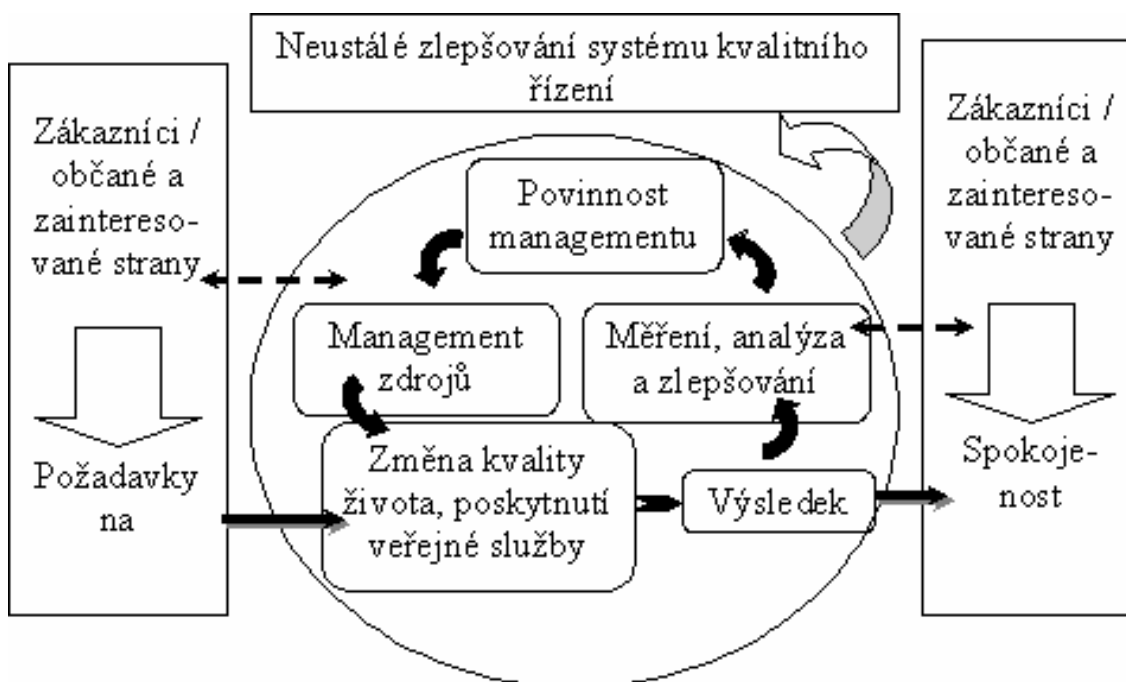 Neustálé zlepšování systému kvalitního
řízení
Zákazníci /
občané a
zaintereso-
vané strany
Požadavky
na
Povinnost
managementu
Management
zdrojů
Měření, analýza
a zlepšování
Změna kvality
života, poskytnutí
veřejné služby
Výsledek
Zákazníci /
občané a
zaintereso-
vané strany
Spokoje-
nost